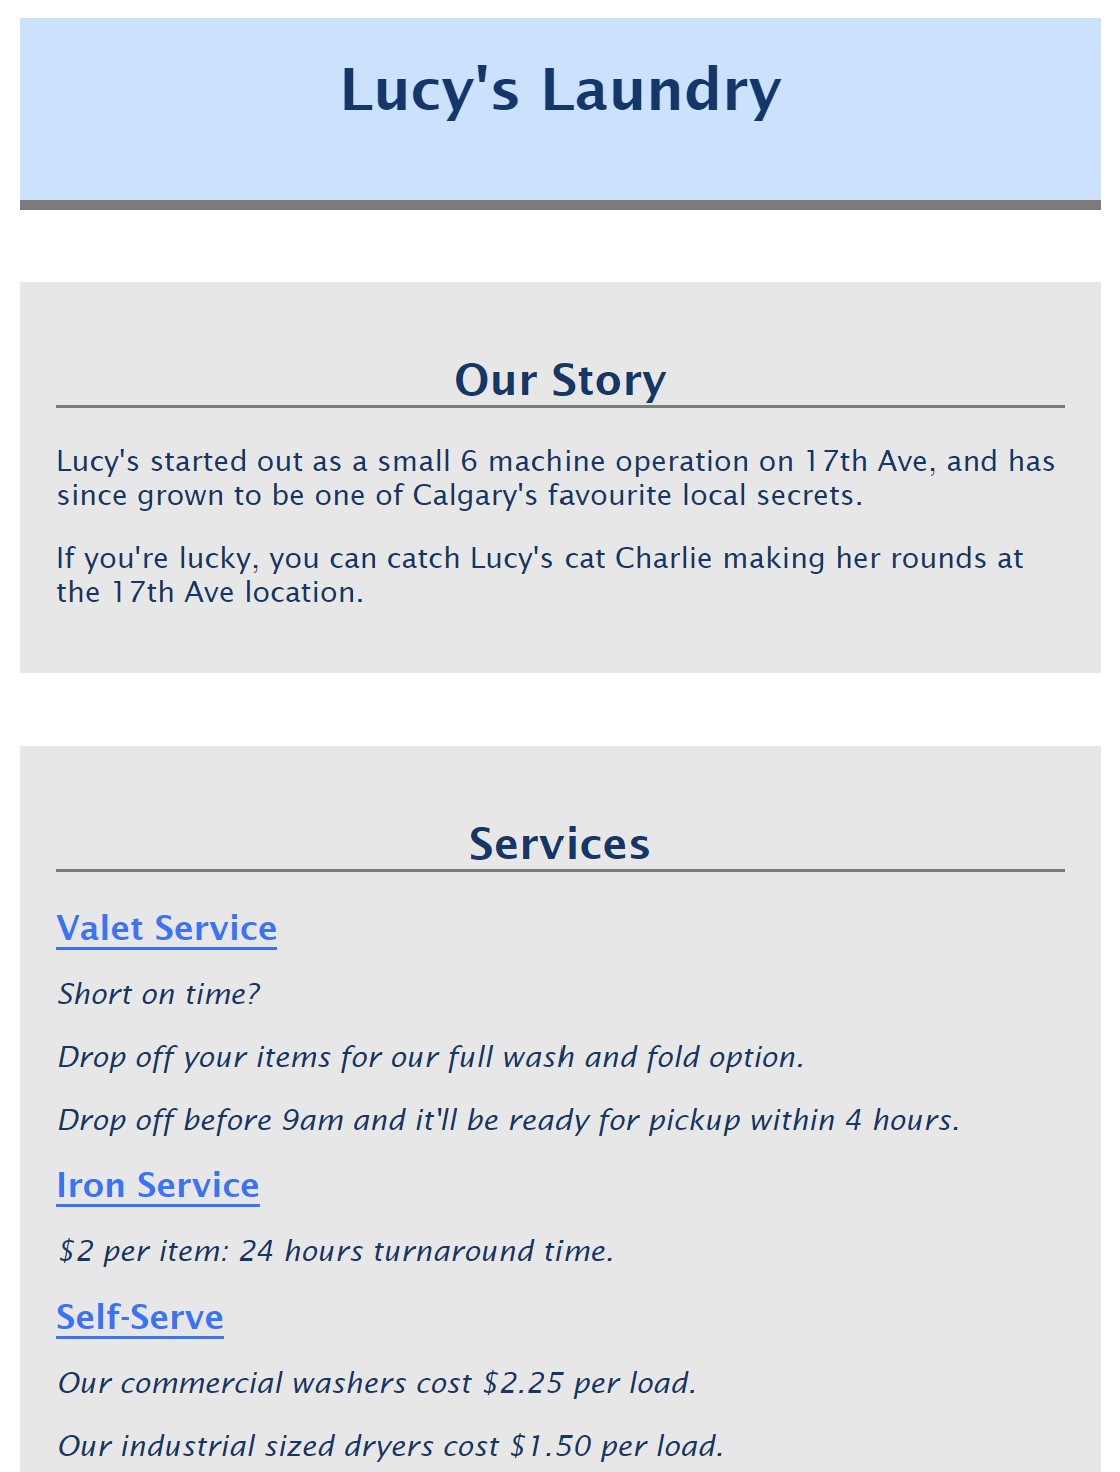 Lucy's Laundry
Our Story
Lucy's started out as a small 6 machine operation on 17th Ave, and has
since grown to be one of Calgary's favourite local secrets.
If you're lucky, you can catch Lucy's cat Charlie making her rounds at
the 17th Ave location.
Services
Valet Service
Short on time?
Drop off your items for our full wash and fold option.
Drop off before 9am and it'll be ready for pickup within 4 hours.
Iron Service
$2 per item: 24 hours turnaround time.
Self-Serve
Our commercial washers cost $2.25 per load.
Our industrial sized dryers cost $1.50 per load.